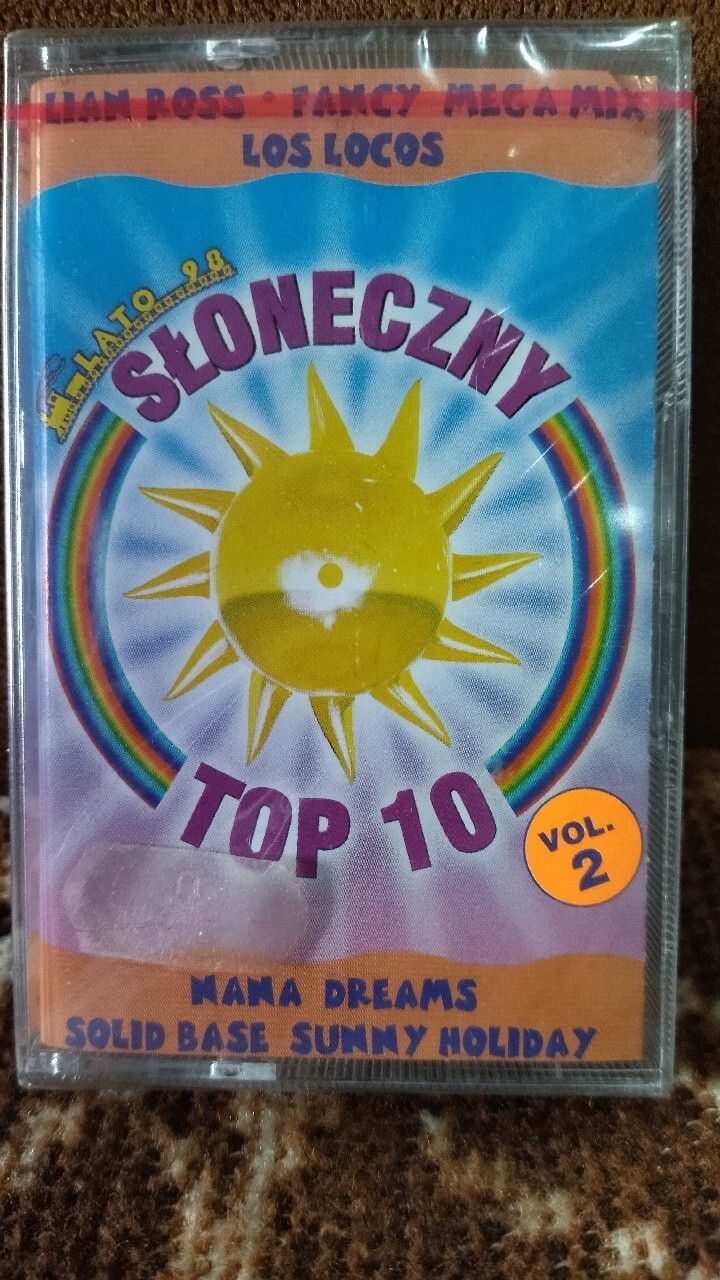 LIAN ROSS • FANCY MEGA MIX
LOS LOCOS
LATO 98
SŁONECZNY
TOP 10
VOL.
2
NANA DREAMS
SOLID BASE SUNNY HOLIDAY